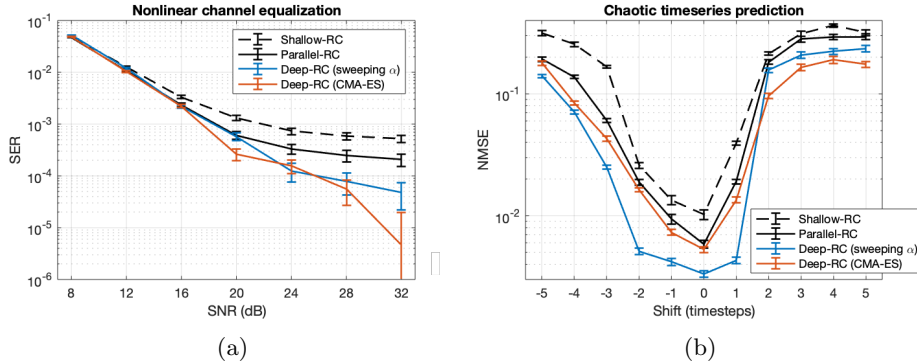 Nonlinear channel equalization
10^-1
10^-2
10^-3
10^-4
10^-5
10^-6
SER
8 12 16 20 24 28 32
SNR (dB)
Shallow-RC
Parallel-RC
Deep-RC (sweeping α)
Deep-RC (CMA-ES)
(a)
Chaotic timeseries prediction
10^-1
10^-2
NMSE
-5 -4 -3 -2 -1 0 1 2 3 4 5
Shift (timesteps)
Shallow-RC
Parallel-RC
Deep-RC (sweeping α)
Deep-RC (CMA-ES)
(b)